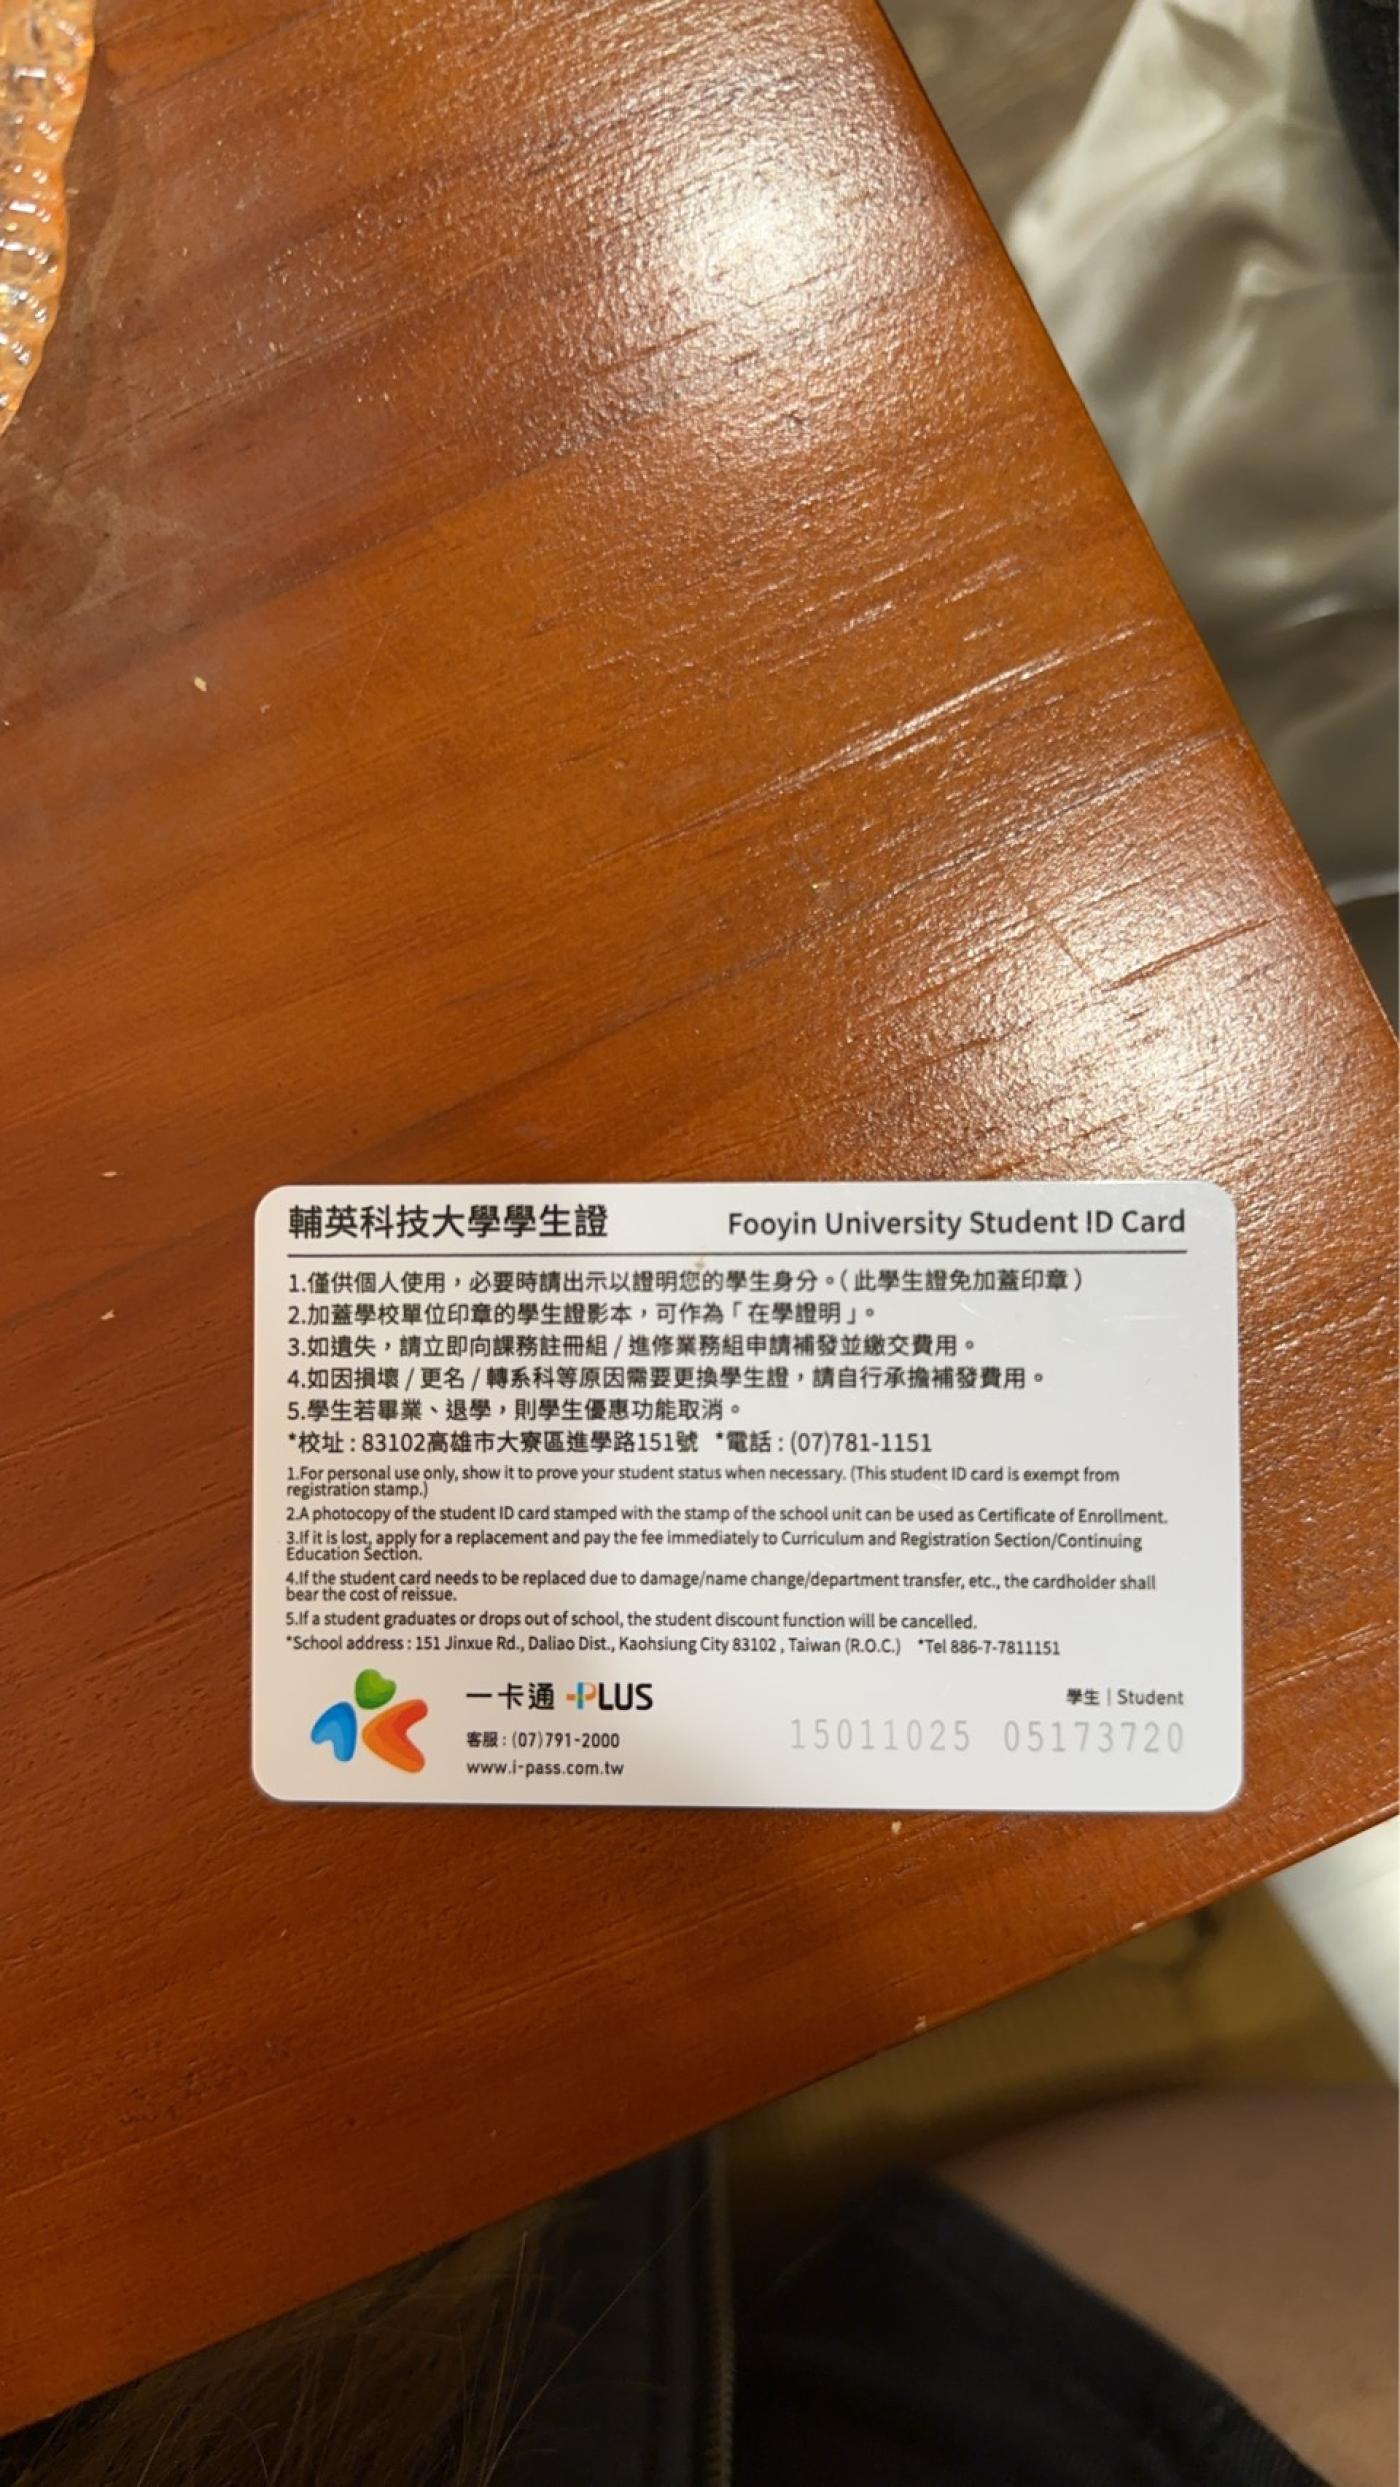 輔英科技大學學生證 Fooyin University Student ID Card
1.僅供個人使用，必要時請出示以證明您的學生身分。(此學生證免加蓋印章)
2.加蓋學校單位印章的學生證影本，可作為「在學證明」。
3.如遺失，請立即向課務註冊組/進修業務組申請補發並繳交費用。
4.如因損壞/更名/轉系科等原因需要更換學生證，請自行承擔補發費用。
5.學生若畢業、退學，則學生優惠功能取消。
*校址:83102高雄市大寮區進學路151號 *電話:(07)781-1151
1.For personal use only, show it to prove your student status when necessary. (This student ID card is exempt from
registration stamp.)
2.A photocopy of the student ID card stamped with the stamp of the school unit can be used as Certificate of Enrollment.
3.If it is lost, apply for a replacement and pay the fee immediately to Curriculum and Registration Section/Continuing
Education Section.
4.If the student card needs to be replaced due to damage/name change/department transfer, etc., the cardholder shall
bear the cost of reissue.
5.If a student graduates or drops out of school, the student discount function will be cancelled.
*School address : 151 Jinxue Rd., Daliao Dist., Kaohsiung City 83102 , Taiwan (R.O.C.) *Tel 886-7-7811151
一卡通 PLUS
學生|Student
客服:(07)791-2000
15011025 05173720
www.i-pass.com.tw